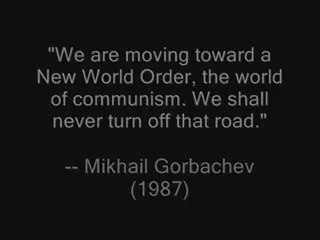 "We are moving toward a
New World Order, the world
of communism. We shall
never turn off that road."
-- Mikhail Gorbachev
(1987)